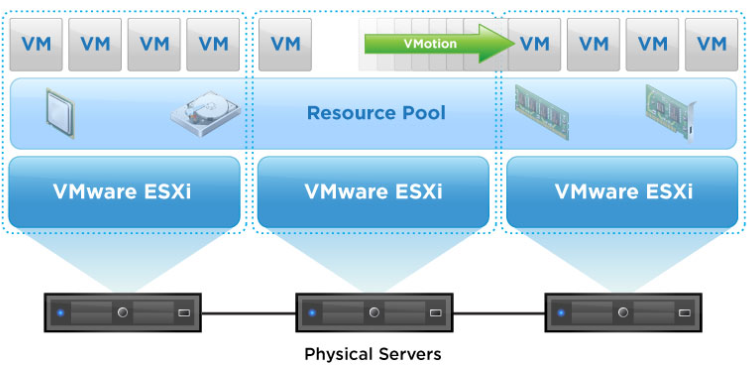 VM VM VM VM VM VMotion VM VM VM VM
Resource Pool
VMware ESXi VMware ESXi VMware ESXi
Physical Servers